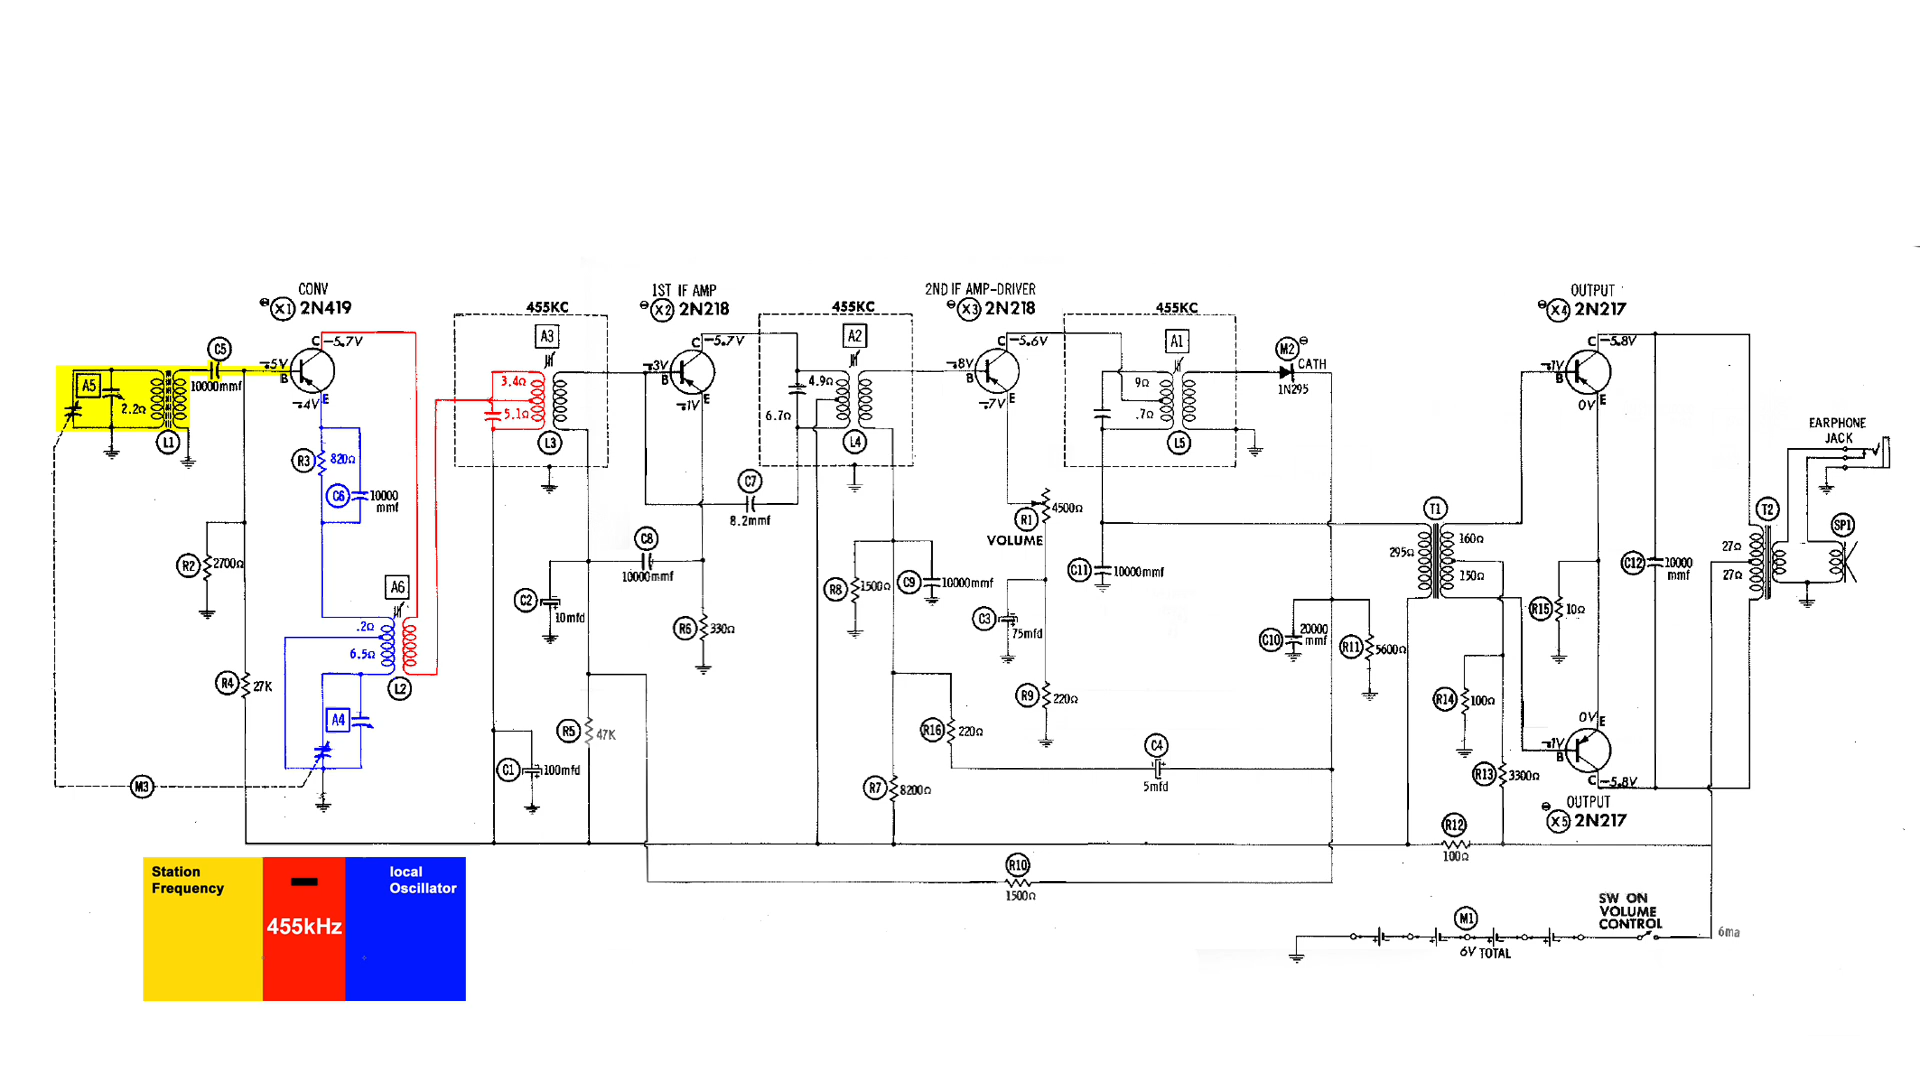 CONV
X1 2N419
C -5.7V
C5
10000mmf
-.5V
B
-.4V
E
A5
2.2Ω
L1
R3
820Ω
C6
10000
mmf
R2
2700Ω
R4
27K
A6
.2Ω
6.5Ω
L2
A4
M3
455KC
A3
3.4Ω
5.1Ω
L3
1ST IF AMP
X2 2N218
C -5.7V
-.3V
B
-.1V
E
C7
8.2mmf
C8
10000mmf
C2
10mfd
R6
330Ω
R5
47K
C1
100mfd
455KC
A2
4.9Ω
6.7Ω
L4
2ND IF AMP-DRIVER
X3 2N218
C -5.6V
-.8V
B
-.7V
E
R1
4500Ω
VOLUME
R8
1500Ω
C9
10000mmf
C3
75mfd
R9
220Ω
R16
220Ω
R7
8200Ω
C4
5mfd
455KC
A1
9Ω
.7Ω
L5
M2
CATH
1N295
C11
10000mmf
C10
20000
mmf
R11
5600Ω
R10
1500Ω
T1
295Ω
160Ω
150Ω
R14
100Ω
R13
3300Ω
R12
100Ω
OUTPUT
X4 2N217
C -5.8V
-.1V
B
0V
E
R15
10Ω
0V
E
-.1V
B
C -5.8V
OUTPUT
X5 2N217
C12
10000
mmf
T2
27Ω
27Ω
EARPHONE
JACK
SP1
M1
6V TOTAL
SW ON
VOLUME
CONTROL
6ma
Station
Frequency
-
455kHz
local
Oscillator